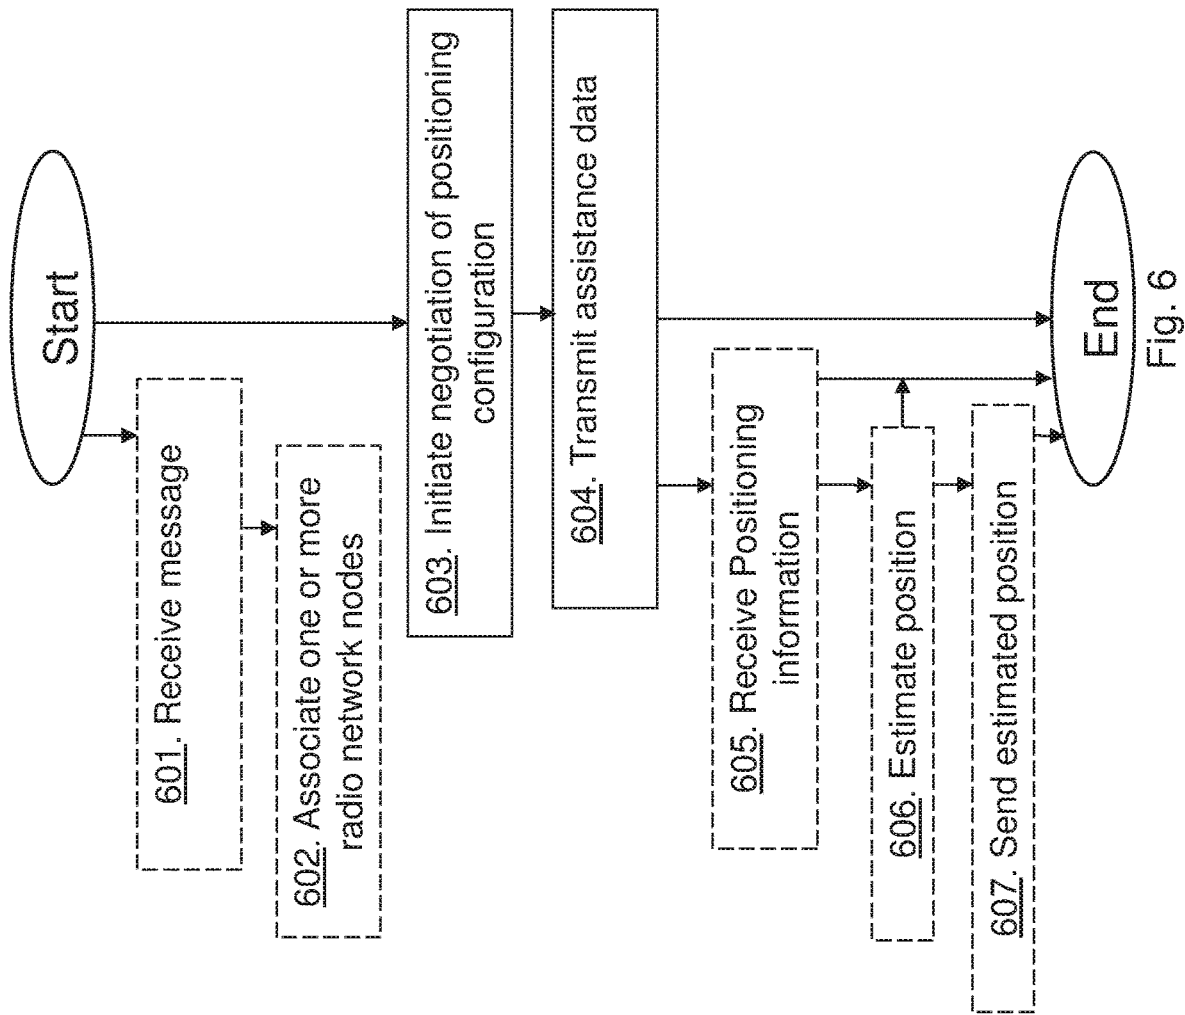 Start
601. Receive message
602. Associate one or more
radio network nodes
603. Initiate negotiation of positioning
configuration
604. Transmit assistance data
605. Receive Positioning
information
606. Estimate position
607. Send estimated position
End
Fig. 6